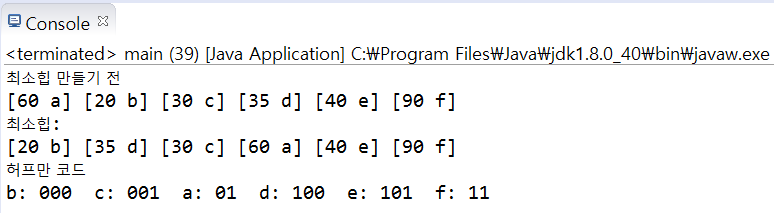 Console
<terminated> main (39) [Java Application] C:₩Program Files₩Java₩jdk1.8.0_40₩bin₩javaw.exe
최소힙 만들기 전
[60 a] [20 b] [30 c] [35 d] [40 e] [90 f]
최소힙:
[20 b] [35 d] [30 c] [60 a] [40 e] [90 f]
허프만 코드
b: 000  c: 001  a: 01  d: 100  e: 101  f: 11